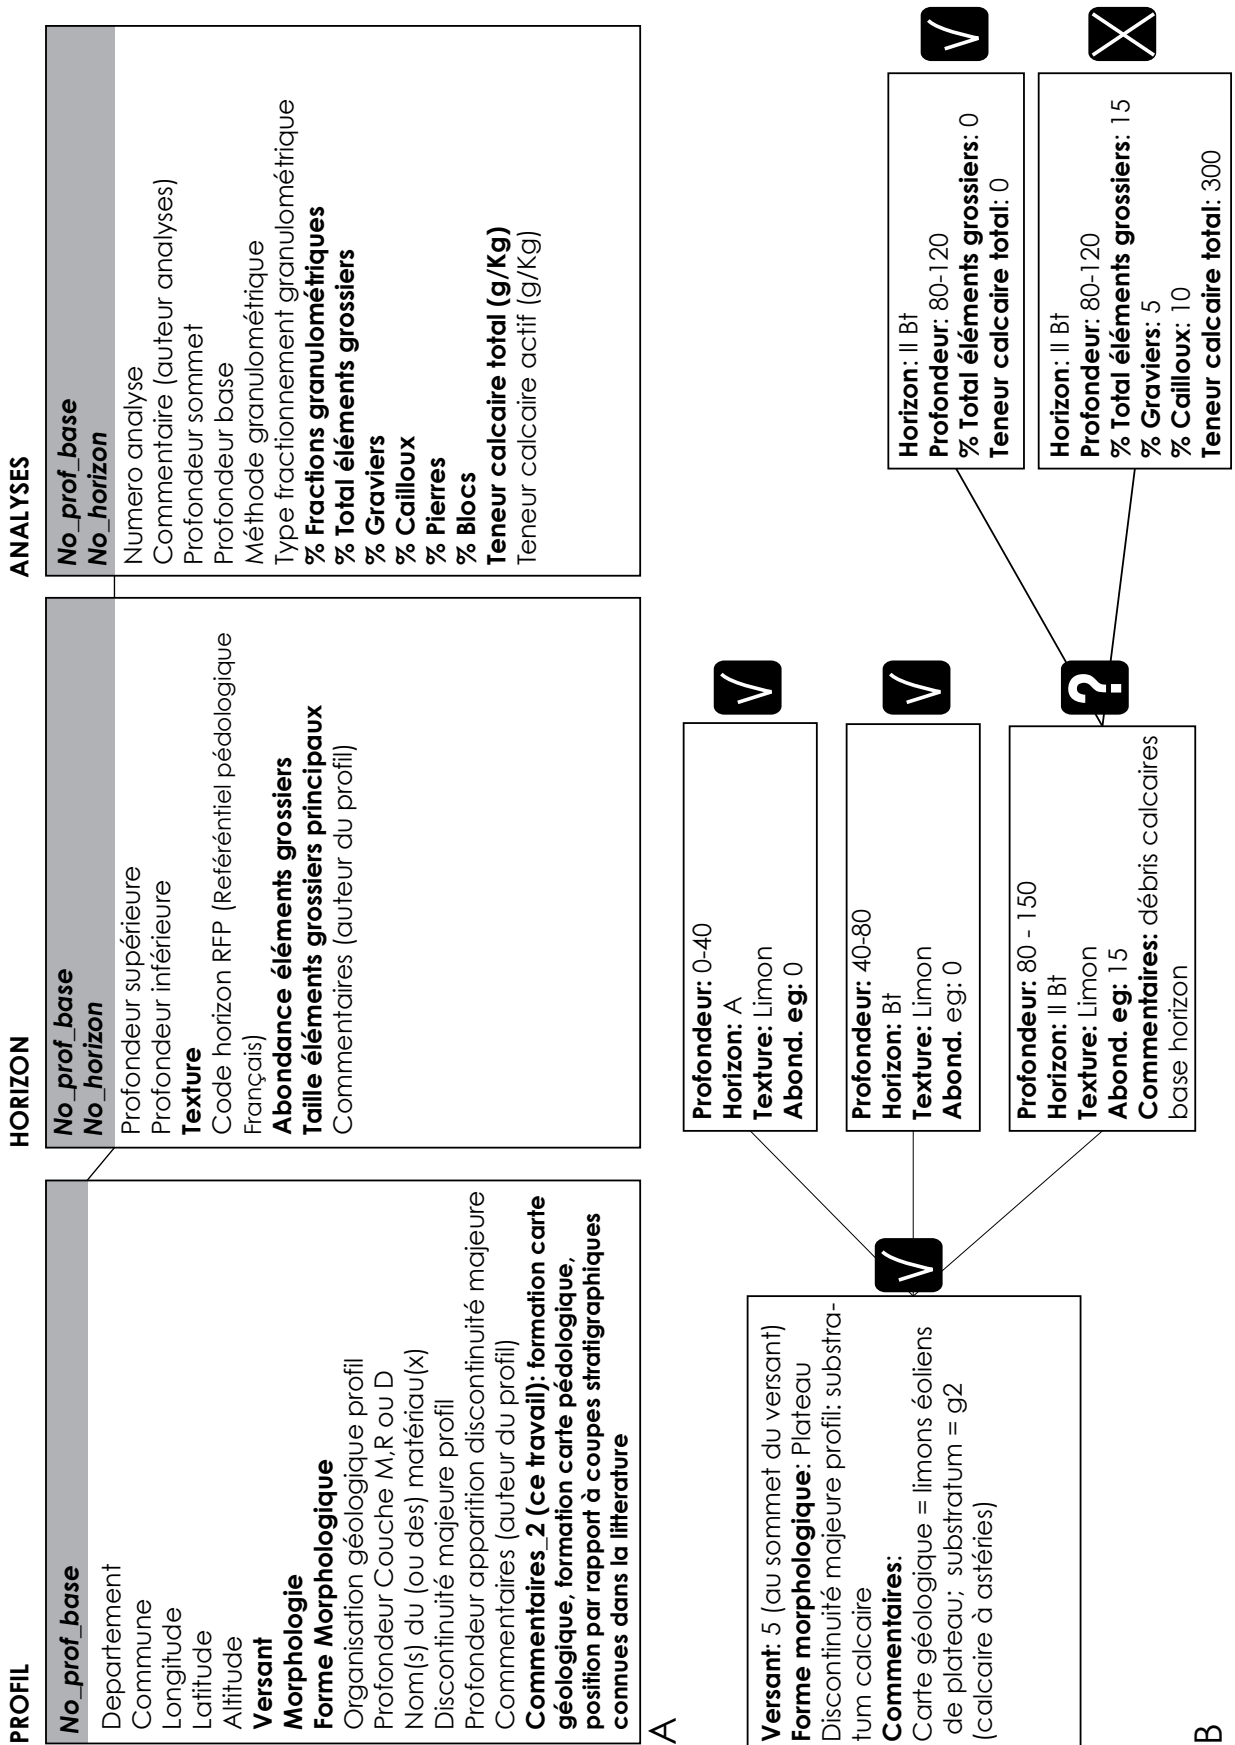 PROFIL
No_prof_base
Departement
Commune
Longitude
Latitude
Altitude
Versant
Morphologie
Forme Morphologique
Organisation géologique profil
Profondeur Couche M,R ou D
Nom(s) du (ou des) matériau(x)
Discontinuité majeure profil
Profondeur apparition discontinuité majeure
Commentaires (auteur du profil)
Commentaires_2 (ce travail): formation carte
géologique, formation carte pédologique,
position par rapport à coupes stratigraphiques
connues dans la litterature
HORIZON
No_prof_base
No_horizon
Profondeur supérieure
Profondeur inférieure
Texture
Code horizon RFP (Reféréntiel pédologique
Français)
Abondance éléments grossiers
Taille éléments grossiers principaux
Commentaires (auteur du profil)
ANALYSES
No_prof_base
No_horizon
Numero analyse
Commentaire (auteur analyses)
Profondeur sommet
Profondeur base
Méthode granulométrique
Type fractionnement granulométrique
% Fractions granulométriques
% Total éléments grossiers
% Graviers
% Cailloux
% Pierres
% Blocs
Teneur calcaire total (g/Kg)
Teneur calcaire actif (g/Kg)
A
Versant: 5 (au sommet du versant)
Forme morphologique: Plateau
Discontinuité majeure profil: substra-
tum calcaire
Commentaires:
Carte géologique = limons éoliens
de plateau; substratum = g2
(calcaire à astéries)
√
Profondeur: 0-40
Horizon: A
Texture: Limon
Abond. eg: 0
√
Profondeur: 40-80
Horizon: Bt
Texture: Limon
Abond. eg: 0
√
Profondeur: 80 - 150
Horizon: II Bt
Texture: Limon
Abond. eg: 15
Commentaires: débris calcaires
base horizon
?
Horizon: II Bt
Profondeur: 80-120
% Total éléments grossiers: 0
Teneur calcaire total: 0
√
Horizon: II Bt
Profondeur: 80-120
% Total éléments grossiers: 15
% Graviers: 5
% Cailloux: 10
Teneur calcaire total: 300
B